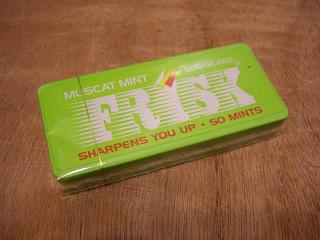 MUSCAT MINT SUGARLESS
FRISK
SHARPENS YOU UP • 50 MINTS